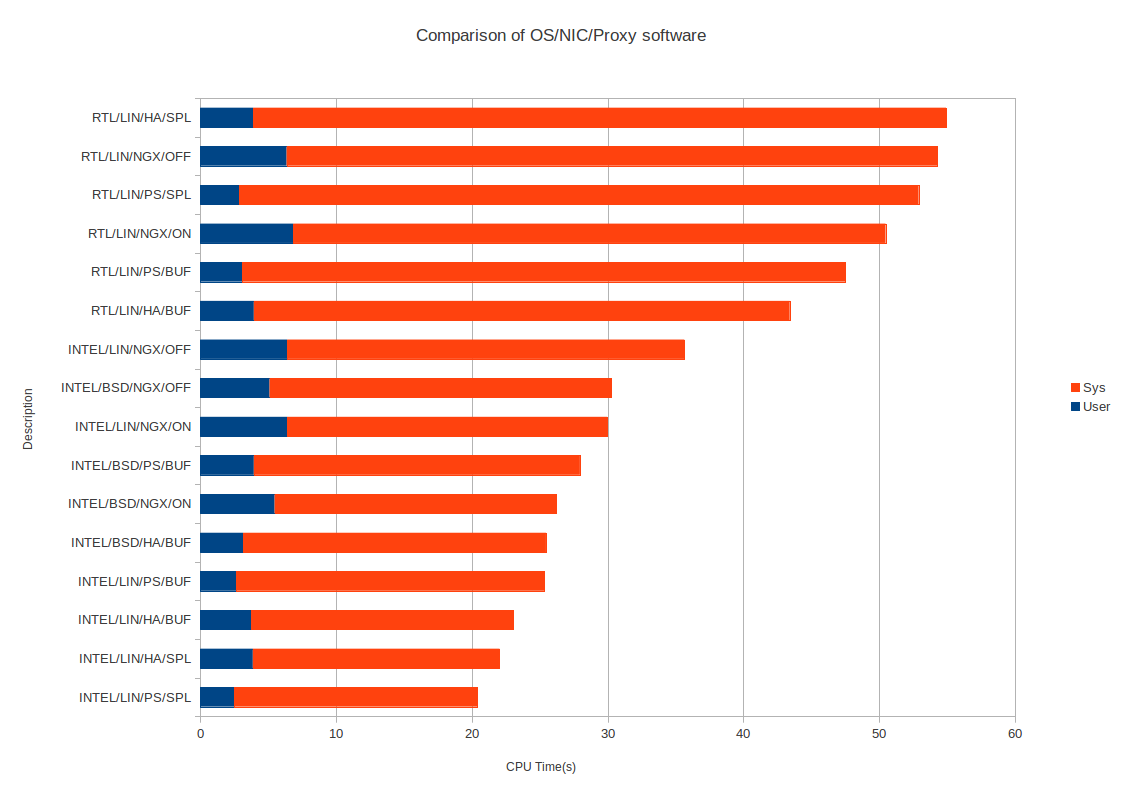 Comparison of OS/NIC/Proxy software
RTL/LIN/HA/SPL
RTL/LIN/NGX/OFF
RTL/LIN/PS/SPL
RTL/LIN/NGX/ON
RTL/LIN/PS/BUF
RTL/LIN/HA/BUF
INTEL/LIN/NGX/OFF
INTEL/BSD/NGX/OFF
INTEL/LIN/NGX/ON
INTEL/BSD/PS/BUF
INTEL/BSD/NGX/ON
INTEL/BSD/HA/BUF
INTEL/LIN/PS/BUF
INTEL/LIN/HA/BUF
INTEL/LIN/HA/SPL
INTEL/LIN/PS/SPL
Description
0 10 20 30 40 50 60
CPU Time(s)
Sys
User